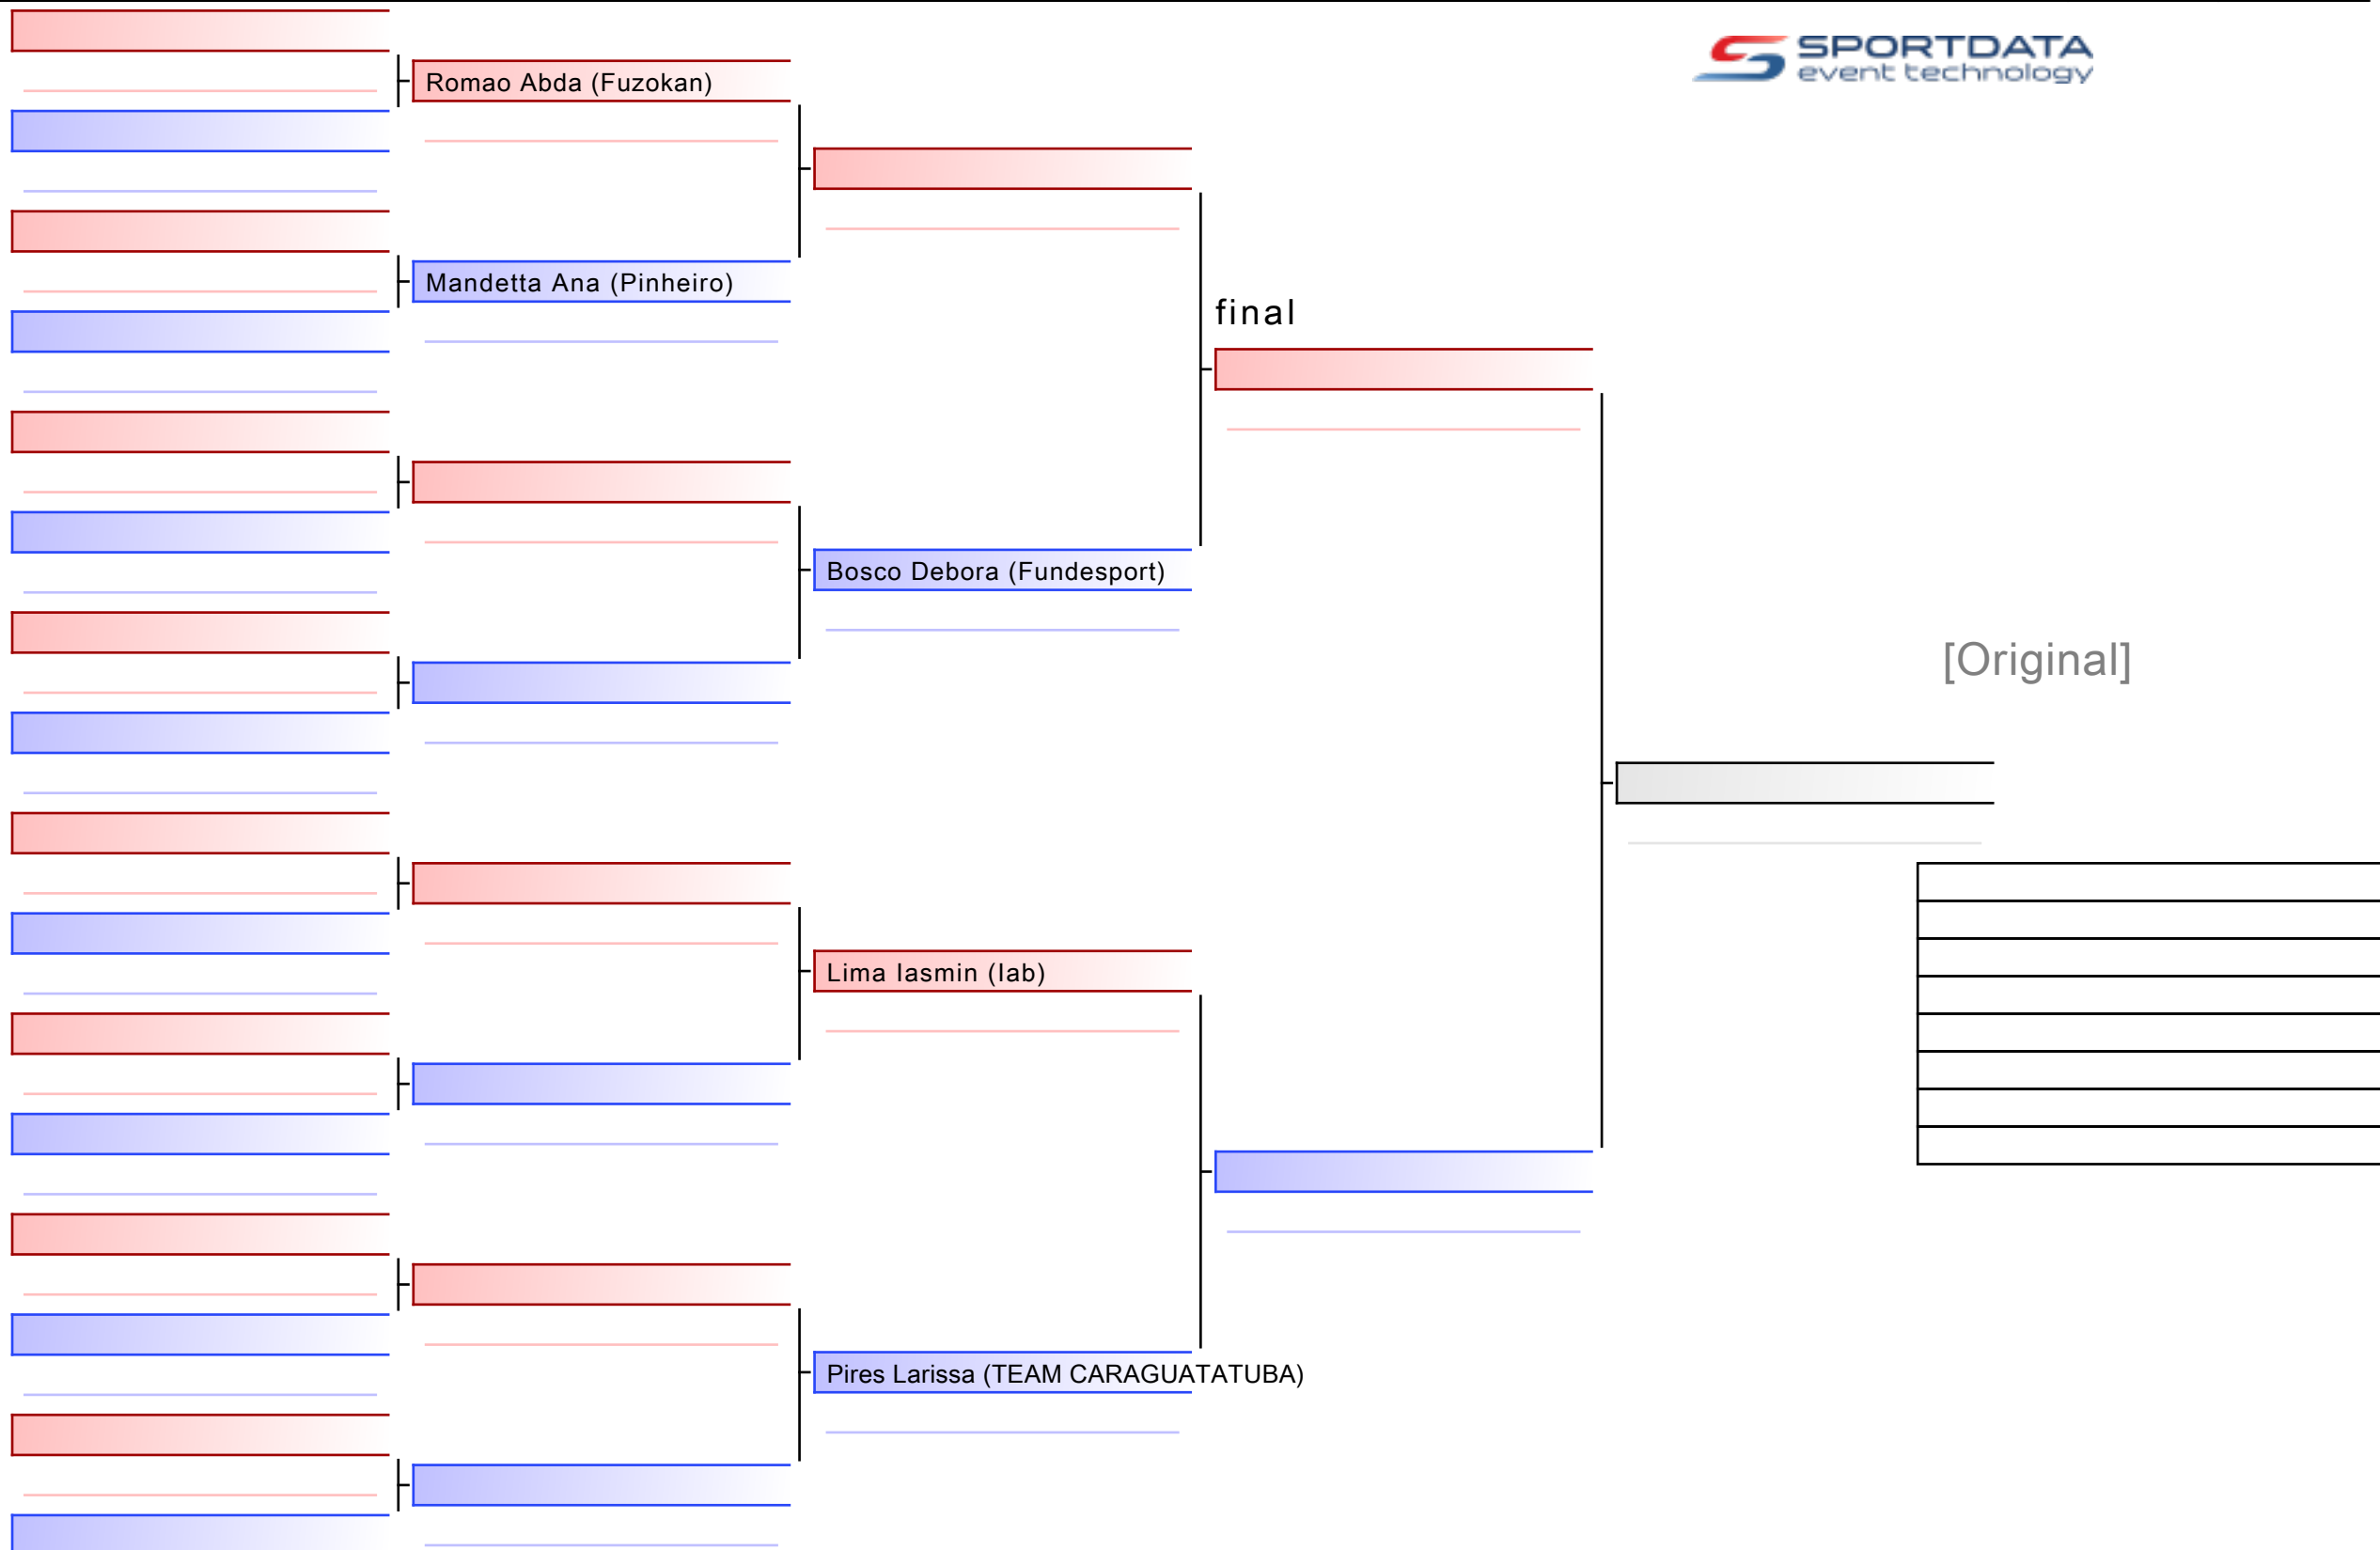 SPORTDATA
event technology
Romao Abda (Fuzokan)
Mandetta Ana (Pinheiro)
final
Bosco Debora (Fundesport)
[Original]
Lima Iasmin (Iab)
Pires Larissa (TEAM CARAGUATATUBA)